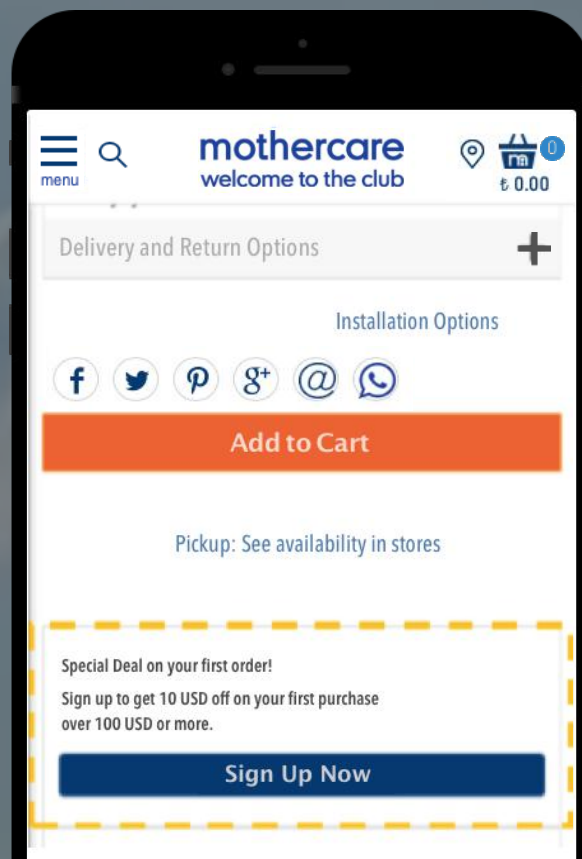 mothercare
welcome to the club
menu
0
₺ 0.00
Delivery and Return Options
Installation Options
Add to Cart
Pickup: See availability in stores
Special Deal on your first order!
Sign up to get 10 USD off on your first purchase
over 100 USD or more.
Sign Up Now